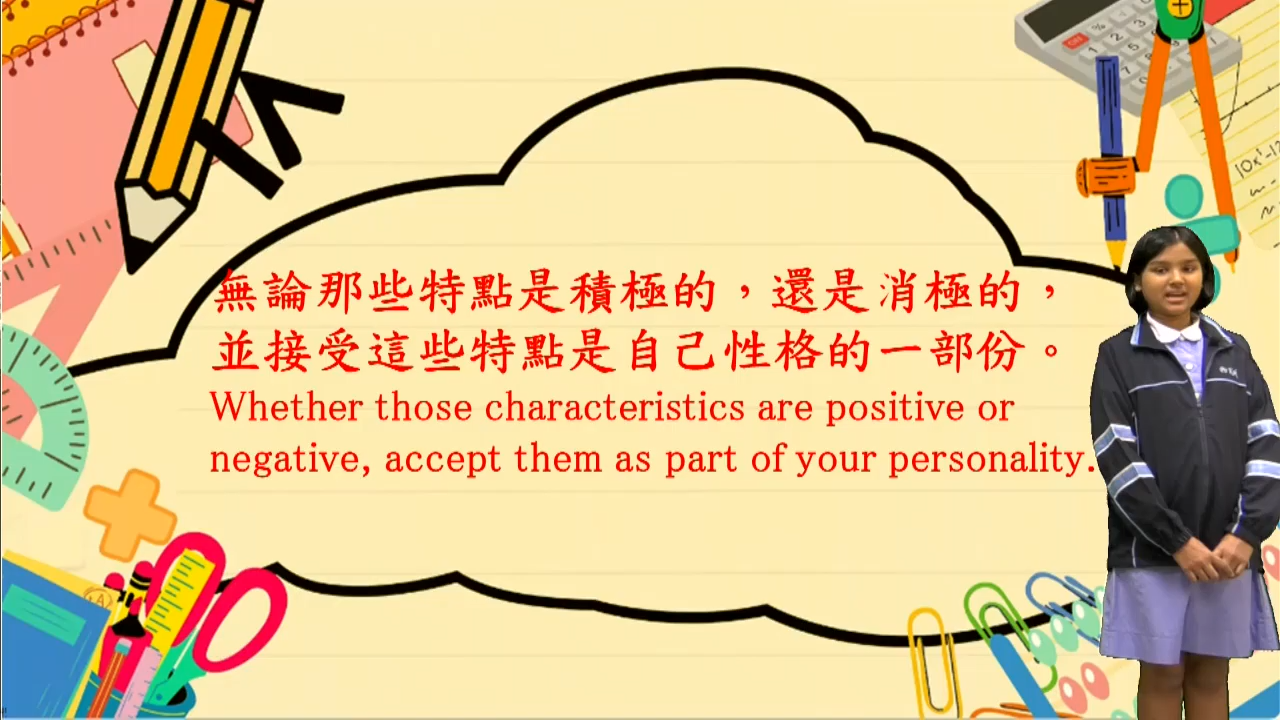 無論那些特點是積極的，還是消極的，
並接受這些特點是自己性格的一部份。
Whether those characteristics are positive or
negative, accept them as part of your personality.